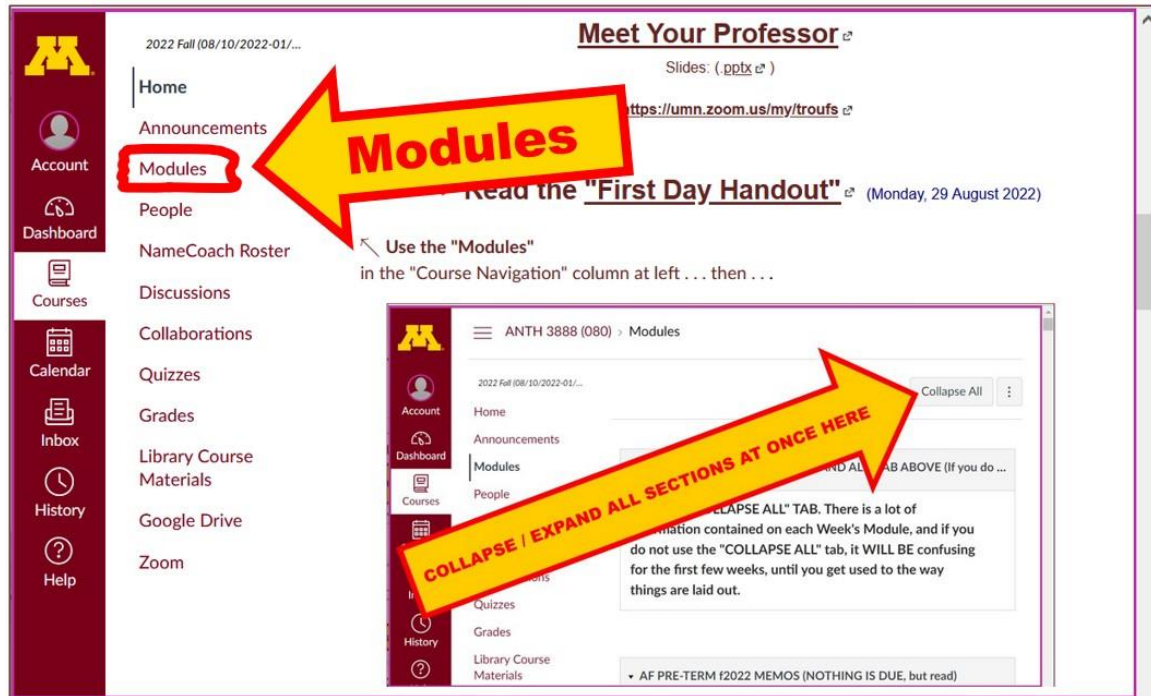 2022 Fall (08/10/2022-01/...
Home
Announcements
Modules
People
NameCoach Roster
Discussions
Collaborations
Quizzes
Grades
Library Course
Materials
Google Drive
Zoom
Account
Dashboard
Courses
Calendar
Inbox
History
Help
Meet Your Professor
Slides: (.pptx )
https://umn.zoom.us/my/troufs
Modules
Read the "First Day Handout" (Monday, 29 August 2022)
Use the "Modules"
in the "Course Navigation" column at left . . . then . . .
ANTH 3888 (080) > Modules
Account
Dashboard
Courses
History
2022 Fall (08/10/2022-01/...
Home
Announcements
Modules
People
Quizzes
Grades
Library Course
Materials
Collapse All
COLLAPSE / EXPAND ALL SECTIONS AT ONCE HERE
ABOVE (If you do ...
TAB. There is a lot of
contained on each Week's Module, and if you
do not use the "COLLAPSE ALL" tab, it WILL BE confusing
for the first few weeks, until you get used to the way
things are laid out.
AF PRE-TERM f2022 MEMOS (NOTHING IS DUE, but read)